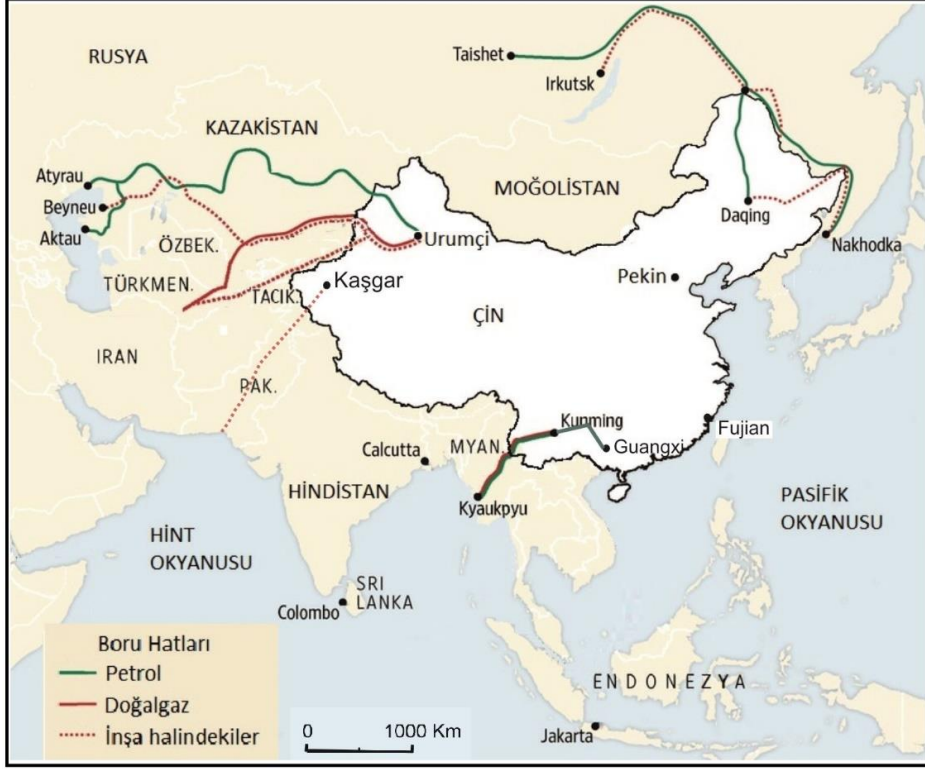 RUSYA
Taishet
Irkutsk
KAZAKİSTAN
Atyrau
Beyneu
Aktau
MOĞOLİSTAN
Daqing
Nakhodka
ÖZBEK.
Urumçi
TÜRKMEN.
TACIK.
Kaşgar
Pekin
ÇİN
IRAN
PAK.
Kunming
Fujian
Guangxi
MYAN.
Calcutta
HİNDİSTAN
Kyaukpyu
PASİFİK
OKYANUSU
HİNT
OKYANUSU
SRI
LANKA
Colombo
Boru Hatları
Petrol
Doğalgaz
İnşa halindekiler
0 1000 Km
ENDONEZYA
Jakarta